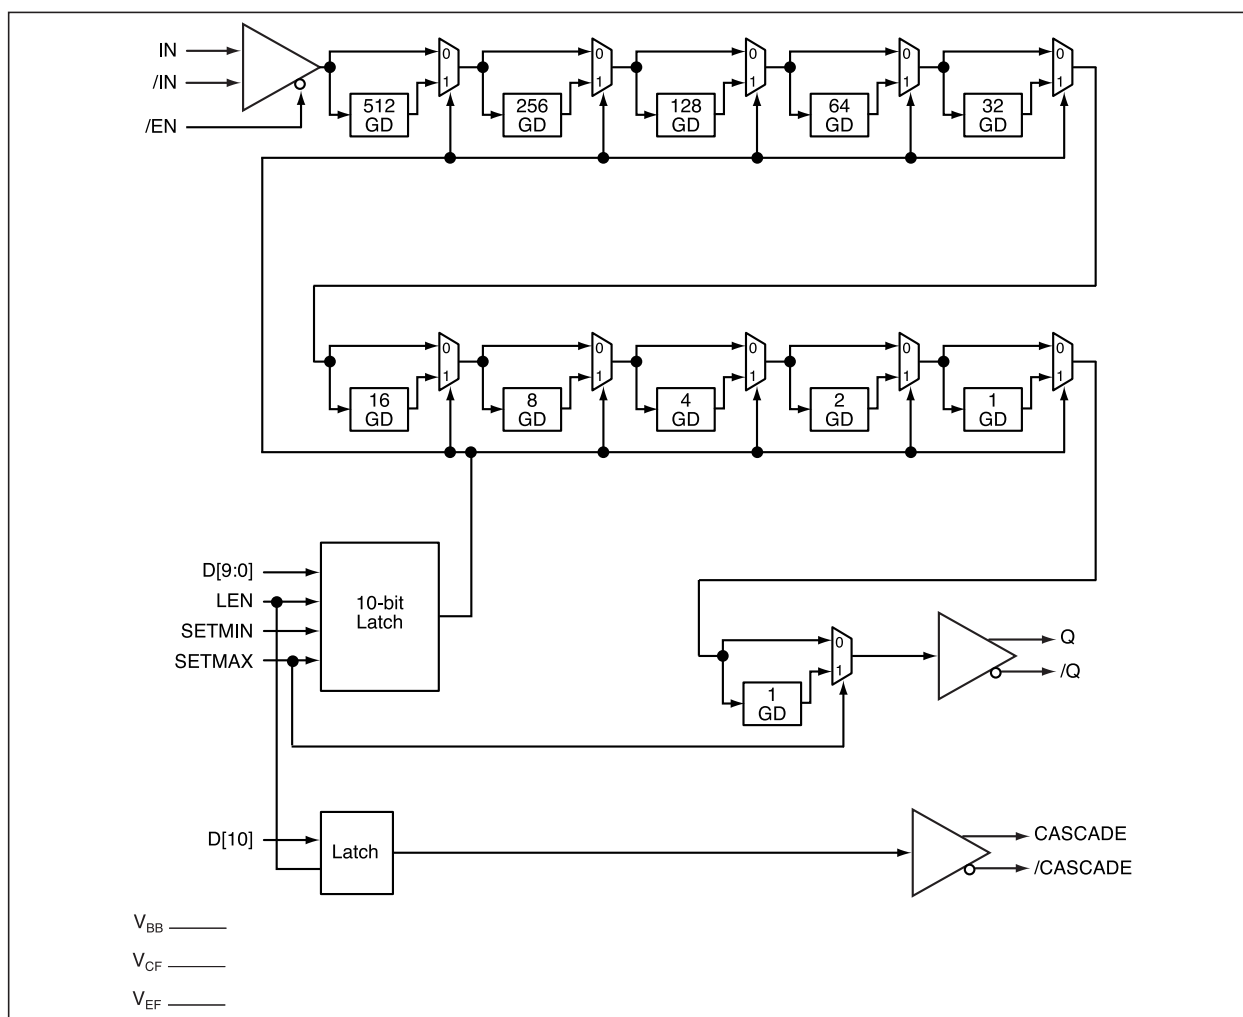 IN
/IN
/EN
0
1
512
GD
0
1
256
GD
0
1
128
GD
0
1
64
GD
0
1
32
GD
0
1
16
GD
0
1
8
GD
0
1
4
GD
0
1
2
GD
0
1
1
GD
D[9:0]
LEN
SETMIN
SETMAX
10-bit
Latch
0
1
1
GD
Q
/Q
D[10]
Latch
CASCADE
/CASCADE
VBB
VCF
VEF